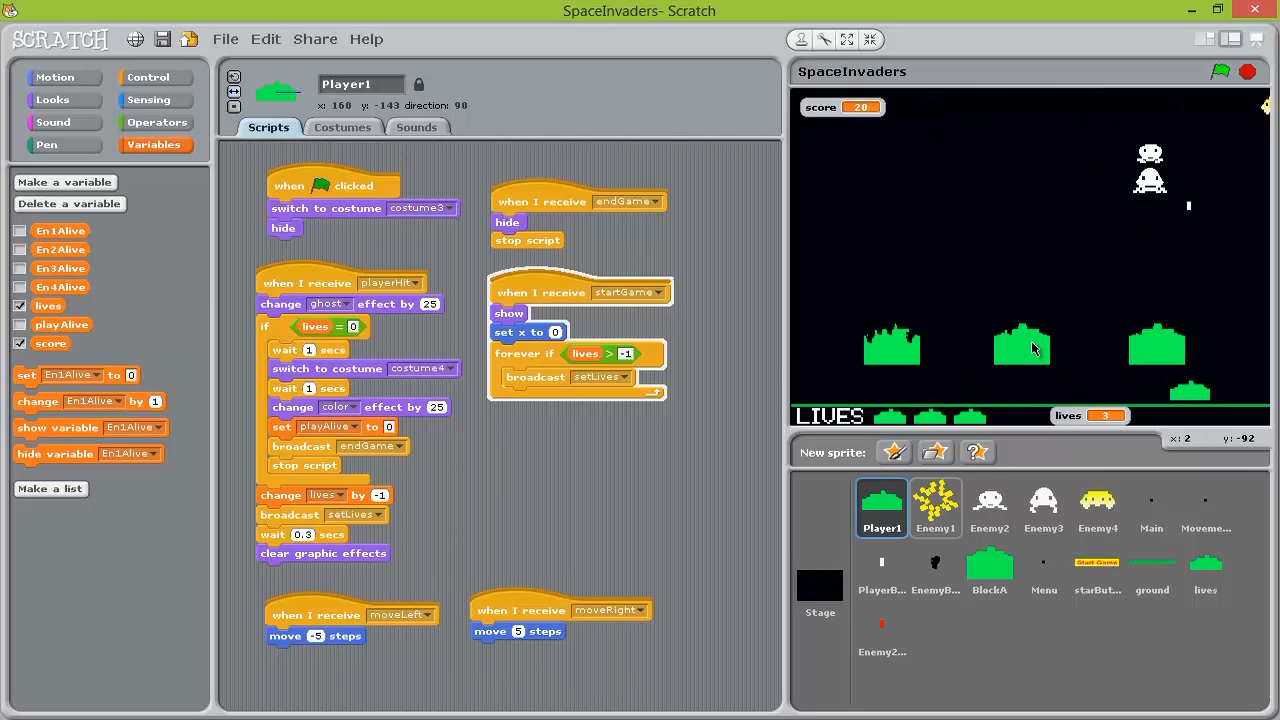 SpaceInvaders- Scratch
SCRATCH File Edit Share Help
Motion Control
Looks Sensing
Sound Operators
Pen Variables
Make a variable
Delete a variable
En1Alive
En2Alive
En3Alive
En4Alive
lives
playAlive
score
set En1Alive to 0
change En1Alive by 1
show variable En1Alive
hide variable En1Alive
Make a list
Player1
x: 160 y: -143 direction: 90
Scripts Costumes Sounds
when clicked
switch to costume costume3
hide
when I receive playerHit
change ghost effect by 25
if lives = 0
wait 1 secs
switch to costume costume4
wait 1 secs
change color effect by 25
set playAlive to 0
broadcast endGame
stop script
change lives by -1
broadcast setLives
wait 0.3 secs
clear graphic effects
when I receive moveLeft
move -5 steps
when I receive endGame
hide
stop script
when I receive startGame
show
set x to 0
forever if lives > -1
broadcast setLives
when I receive moveRight
move 5 steps
SpaceInvaders
score 20
LIVES lives 3
x: 2 y: -92
New sprite:
Player1 Enemy1 Enemy2 Enemy3 Enemy4 Main Moveme...
PlayerB... EnemyB... BlockA Menu starBut... ground lives
Start Game
Stage
Enemy2...